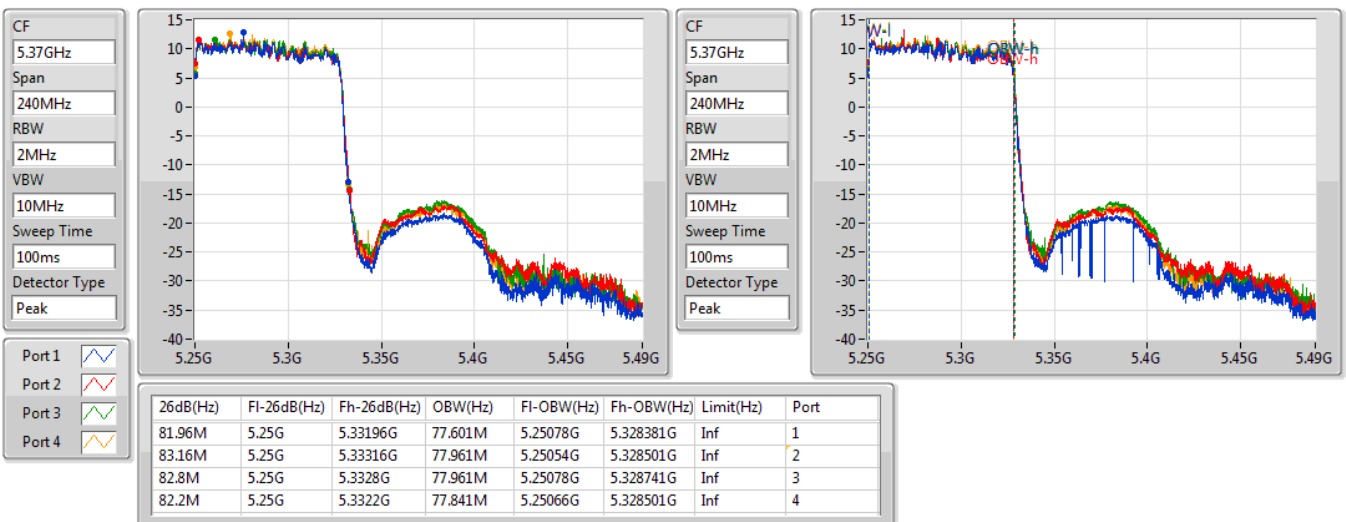 CF
5.37GHz
Span
240MHz
RBW
2MHz
VBW
10MHz
Sweep Time
100ms
Detector Type
Peak
15
10
5
0
-5
-10
-15
-20
-25
-30
-35
-40
5.25G 5.3G 5.35G 5.4G 5.45G 5.49G
CF
5.37GHz
Span
240MHz
RBW
2MHz
VBW
10MHz
Sweep Time
100ms
Detector Type
Peak
15
10
5
0
-5
-10
-15
-20
-25
-30
-35
-40
W-l
OBW-h
OBW-h
5.25G 5.3G 5.35G 5.4G 5.45G 5.49G
Port 1
Port 2
Port 3
Port 4
26dB(Hz) Fl-26dB(Hz) Fh-26dB(Hz) OBW(Hz) Fl-OBW(Hz) Fh-OBW(Hz) Limit(Hz) Port
81.96M 5.25G 5.33196G 77.601M 5.25078G 5.328381G Inf 1
83.16M 5.25G 5.33316G 77.961M 5.25054G 5.328501G Inf 2
82.8M 5.25G 5.3328G 77.961M 5.25078G 5.328741G Inf 3
82.2M 5.25G 5.3322G 77.841M 5.25066G 5.328501G Inf 4